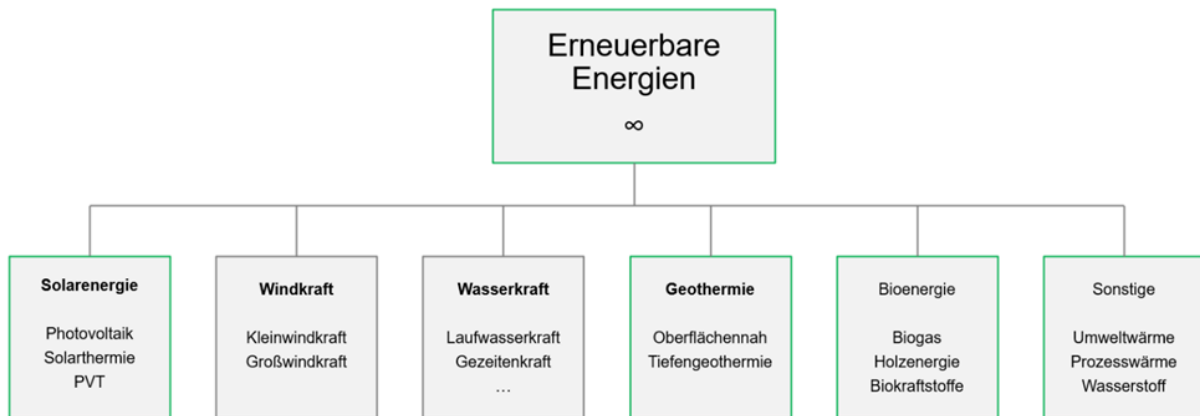 Erneuerbare
Energien
∞
Solarenergie
Photovoltaik
Solarthermie
PVT
Windkraft
Kleinwindkraft
Großwindkraft
Wasserkraft
Laufwasserkraft
Gezeitenkraft
...
Geothermie
Oberflächennah
Tiefengeothermie
Bioenergie
Biogas
Holzenergie
Biokraftstoffe
Sonstige
Umweltwärme
Prozesswärme
Wasserstoff